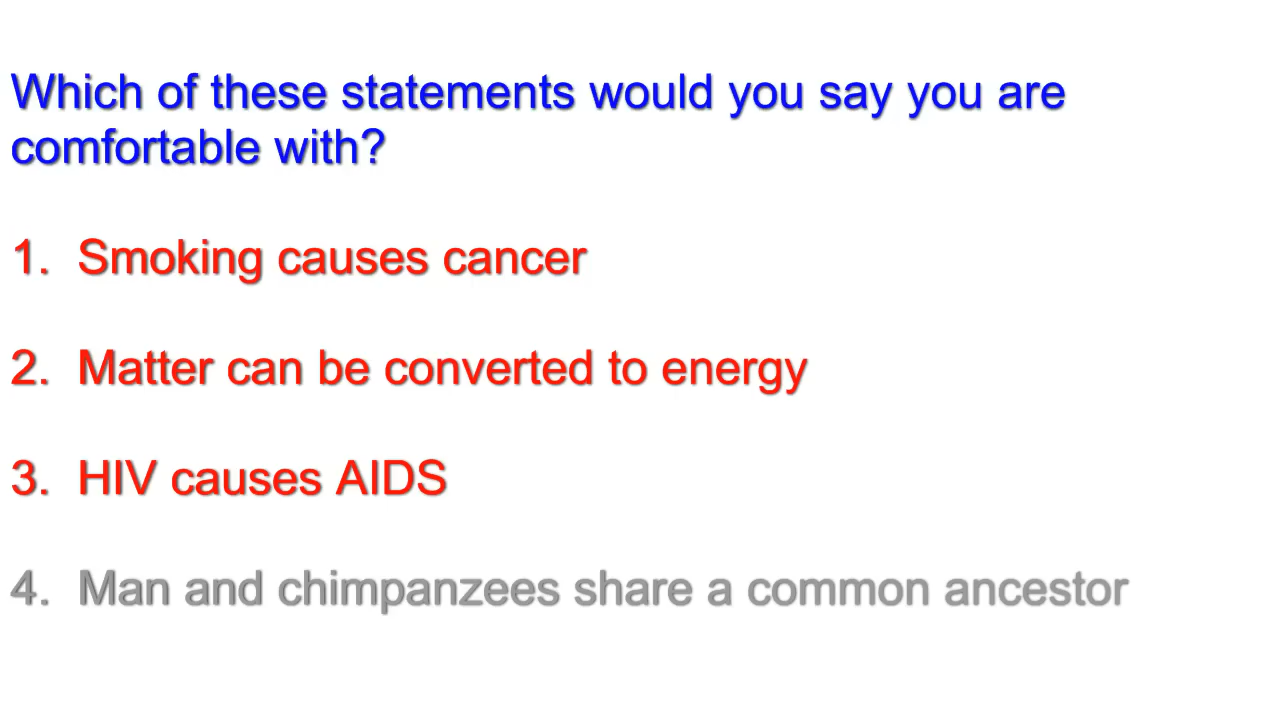 Which of these statements would you say you are
comfortable with?
1. Smoking causes cancer
2. Matter can be converted to energy
3. HIV causes AIDS
4. Man and chimpanzees share a common ancestor